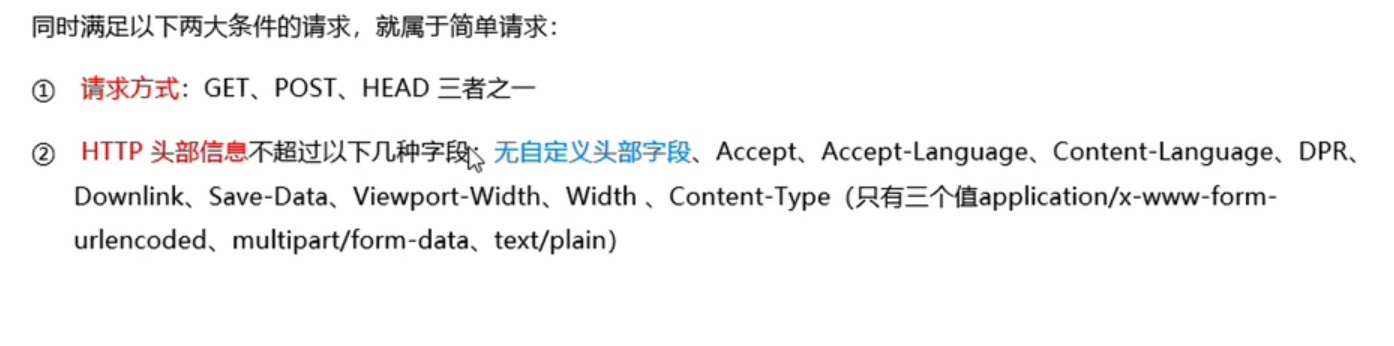 同时满足以下两大条件的请求，就属于简单请求：
① 请求方式：GET、POST、HEAD 三者之一
② HTTP 头部信息不超过以下几种字段：无自定义头部字段、Accept、Accept-Language、Content-Language、DPR、
Downlink、Save-Data、Viewport-Width、Width 、Content-Type（只有三个值application/x-www-form-
urlencoded、multipart/form-data、text/plain）